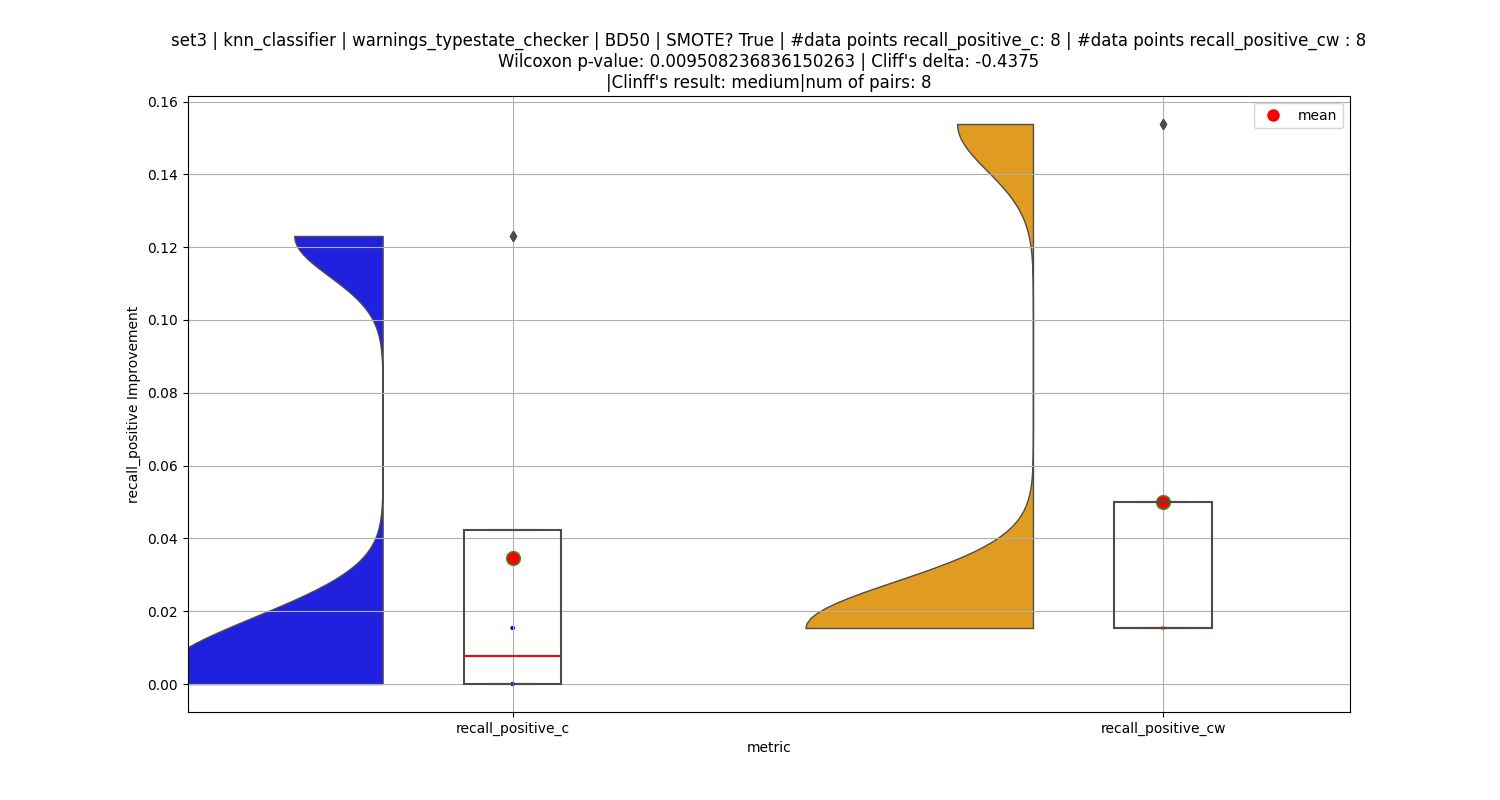 set3 | knn_classifier | warnings_typestate_checker | BD50 | SMOTE? True | #data points recall_positive_c: 8 | #data points recall_positive_cw : 8
Wilcoxon p-value: 0.009508236836150263 | Cliff's delta: -0.4375
|Clinff's result: medium|num of pairs: 8
mean
recall_positive Improvement
0.16
0.14
0.12
0.10
0.08
0.06
0.04
0.02
0.00
recall_positive_c
recall_positive_cw
metric